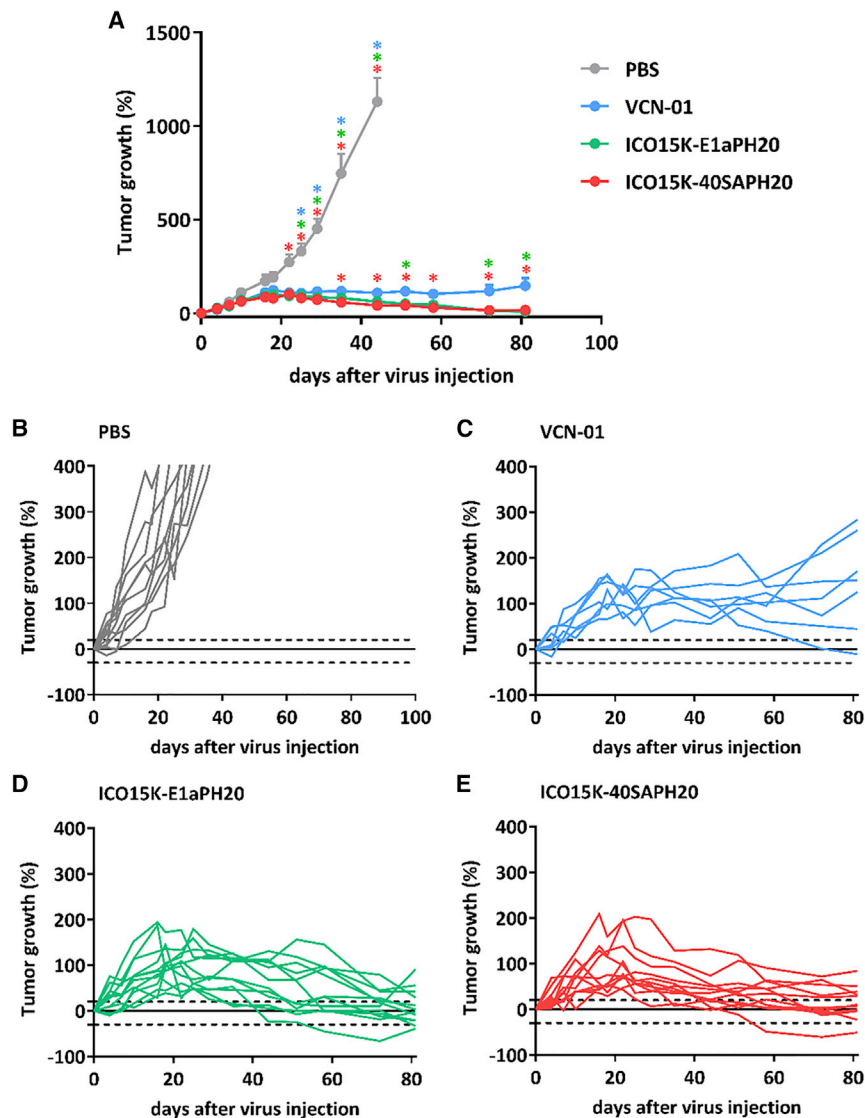 A
1500
1000
500
0
Tumor growth (%)
* * * * * * * * * * * * * * * * * * * * * * *
0 20 40 60 80 100
days after virus injection
PBS
VCN-01
ICO15K-E1aPH20
ICO15K-40SAPH20
B PBS
400
300
200
100
0
-100
Tumor growth (%)
0 20 40 60 80 100
days after virus injection
C VCN-01
400
300
200
100
0
-100
Tumor growth (%)
0 20 40 60 80
days after virus injection
D ICO15K-E1aPH20
400
300
200
100
0
-100
Tumor growth (%)
0 20 40 60 80
days after virus injection
E ICO15K-40SAPH20
400
300
200
100
0
-100
Tumor growth (%)
0 20 40 60 80
days after virus injection